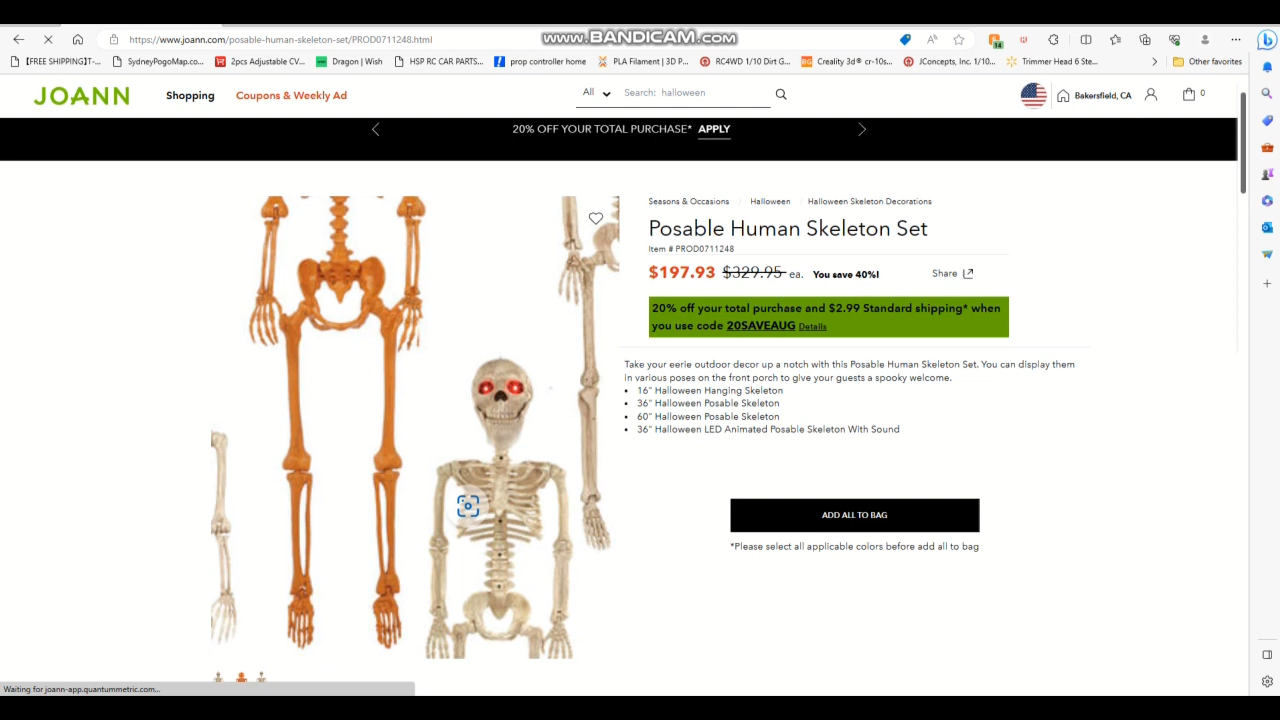 www.BANDICAM.com
https://www.joann.com/posable-human-skeleton-set/PROD0711248.html
14
【FREE SHIPPING】T-...
SydneyPogoMap.co...
2pcs Adjustable CV...
Dragon | Wish
HSP RC CAR PARTS...
prop controller home
PLA Filament | 3D P...
RC4WD 1/10 Dirt G...
Creality 3d® cr-10s...
JConcepts, Inc. 1/10...
Trimmer Head 6 Ste...
Other favorites
JOANN
Shopping
Coupons & Weekly Ad
All
Search: halloween
Bakersfield, CA
0
20% OFF YOUR TOTAL PURCHASE* APPLY
Seasons & Occasions / Halloween / Halloween Skeleton Decorations
Posable Human Skeleton Set
Item # PROD0711248
$197.93 $329.95 ea. You save 40%!
Share
20% off your total purchase and $2.99 Standard shipping* when
you use code 20SAVEAUG Details
Take your eerie outdoor decor up a notch with this Posable Human Skeleton Set. You can display them
in various poses on the front porch to give your guests a spooky welcome.
• 16" Halloween Hanging Skeleton
• 36" Halloween Posable Skeleton
• 60" Halloween Posable Skeleton
• 36" Halloween LED Animated Posable Skeleton With Sound
ADD ALL TO BAG
*Please select all applicable colors before add all to bag
Waiting for joann-app.quantummetric.com...